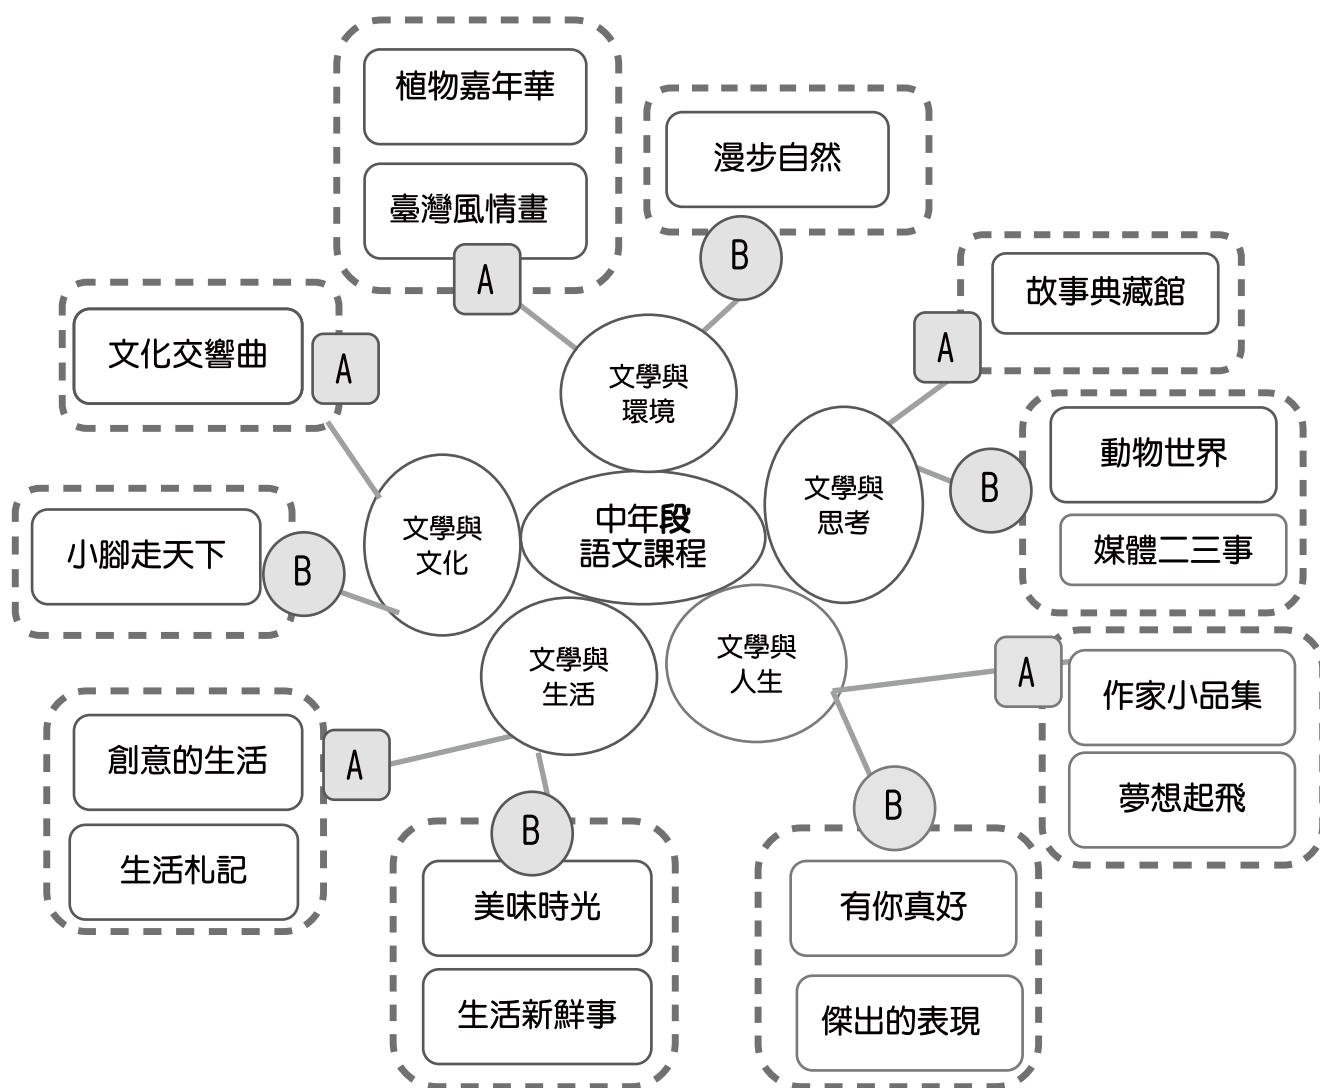 植物嘉年華
臺灣風情畫
A
漫步自然
B
故事典藏館
A
文化交響曲
A
文學與
環境
動物世界
媒體二三事
B
文學與
思考
中年段
語文課程
文學與
文化
小腳走天下
B
文學與
生活
文學與
人生
A
作家小品集
夢想起飛
創意的生活
A
生活札記
B
美味時光
生活新鮮事
B
有你真好
傑出的表現